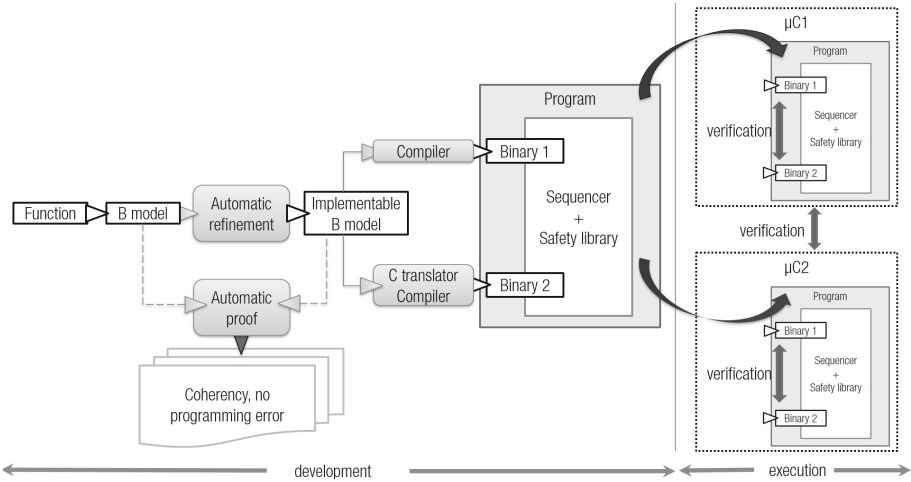 Function
B model
Automatic
refinement
Implementable
B model
Automatic
proof
Coherency, no
programming error
Compiler
C translator
Compiler
Program
Binary 1
Sequencer
+
Safety library
Binary 2
µC1
Program
Binary 1
verification
Sequencer
+
Safety library
Binary 2
verification
µC2
Program
Binary 1
verification
Sequencer
+
Safety library
Binary 2
development
execution